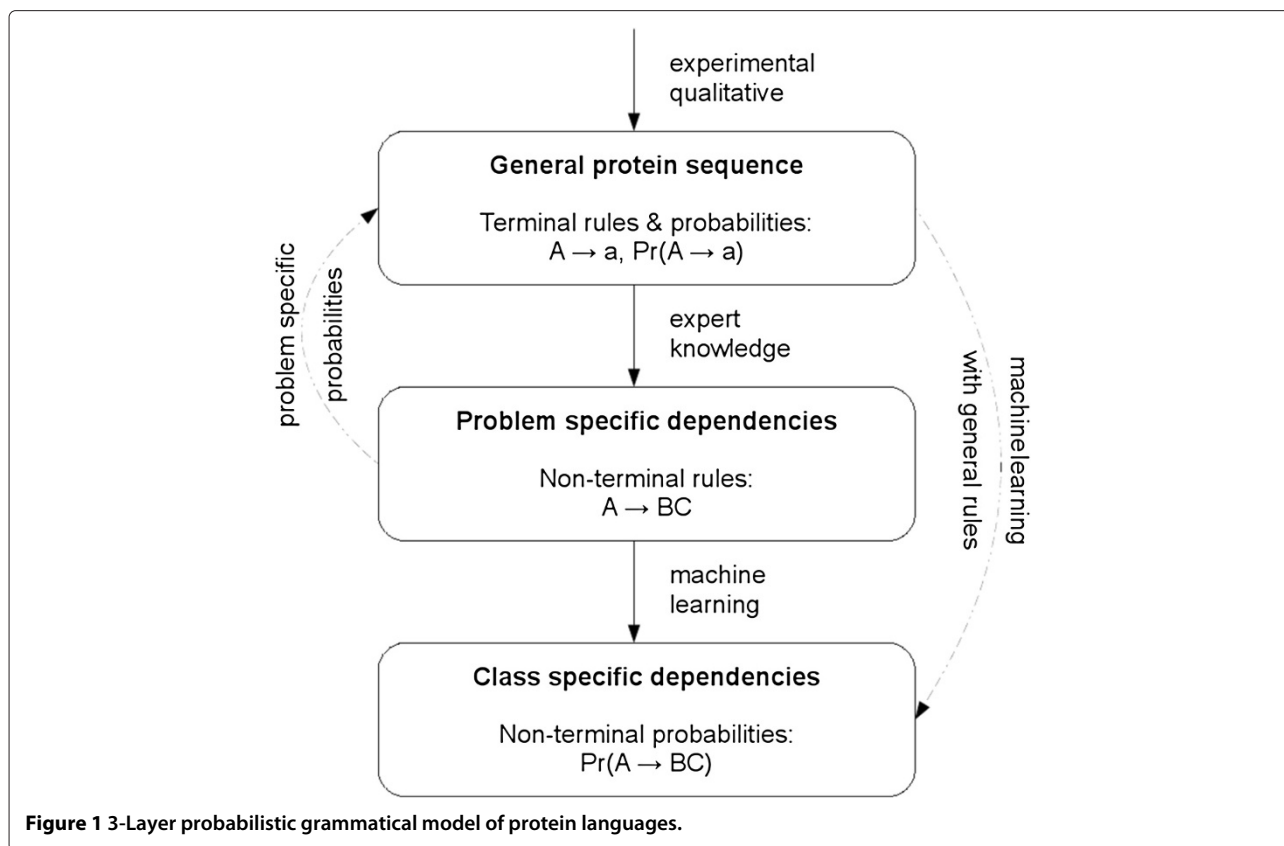 experimental
qualitative
General protein sequence
Terminal rules & probabilities:
A → a, Pr(A → a)
problem specific
probabilities
expert
knowledge
machine learning
with general rules
Problem specific dependencies
Non-terminal rules:
A → BC
machine
learning
Class specific dependencies
Non-terminal probabilities:
Pr(A → BC)
Figure 1 3-Layer probabilistic grammatical model of protein languages.